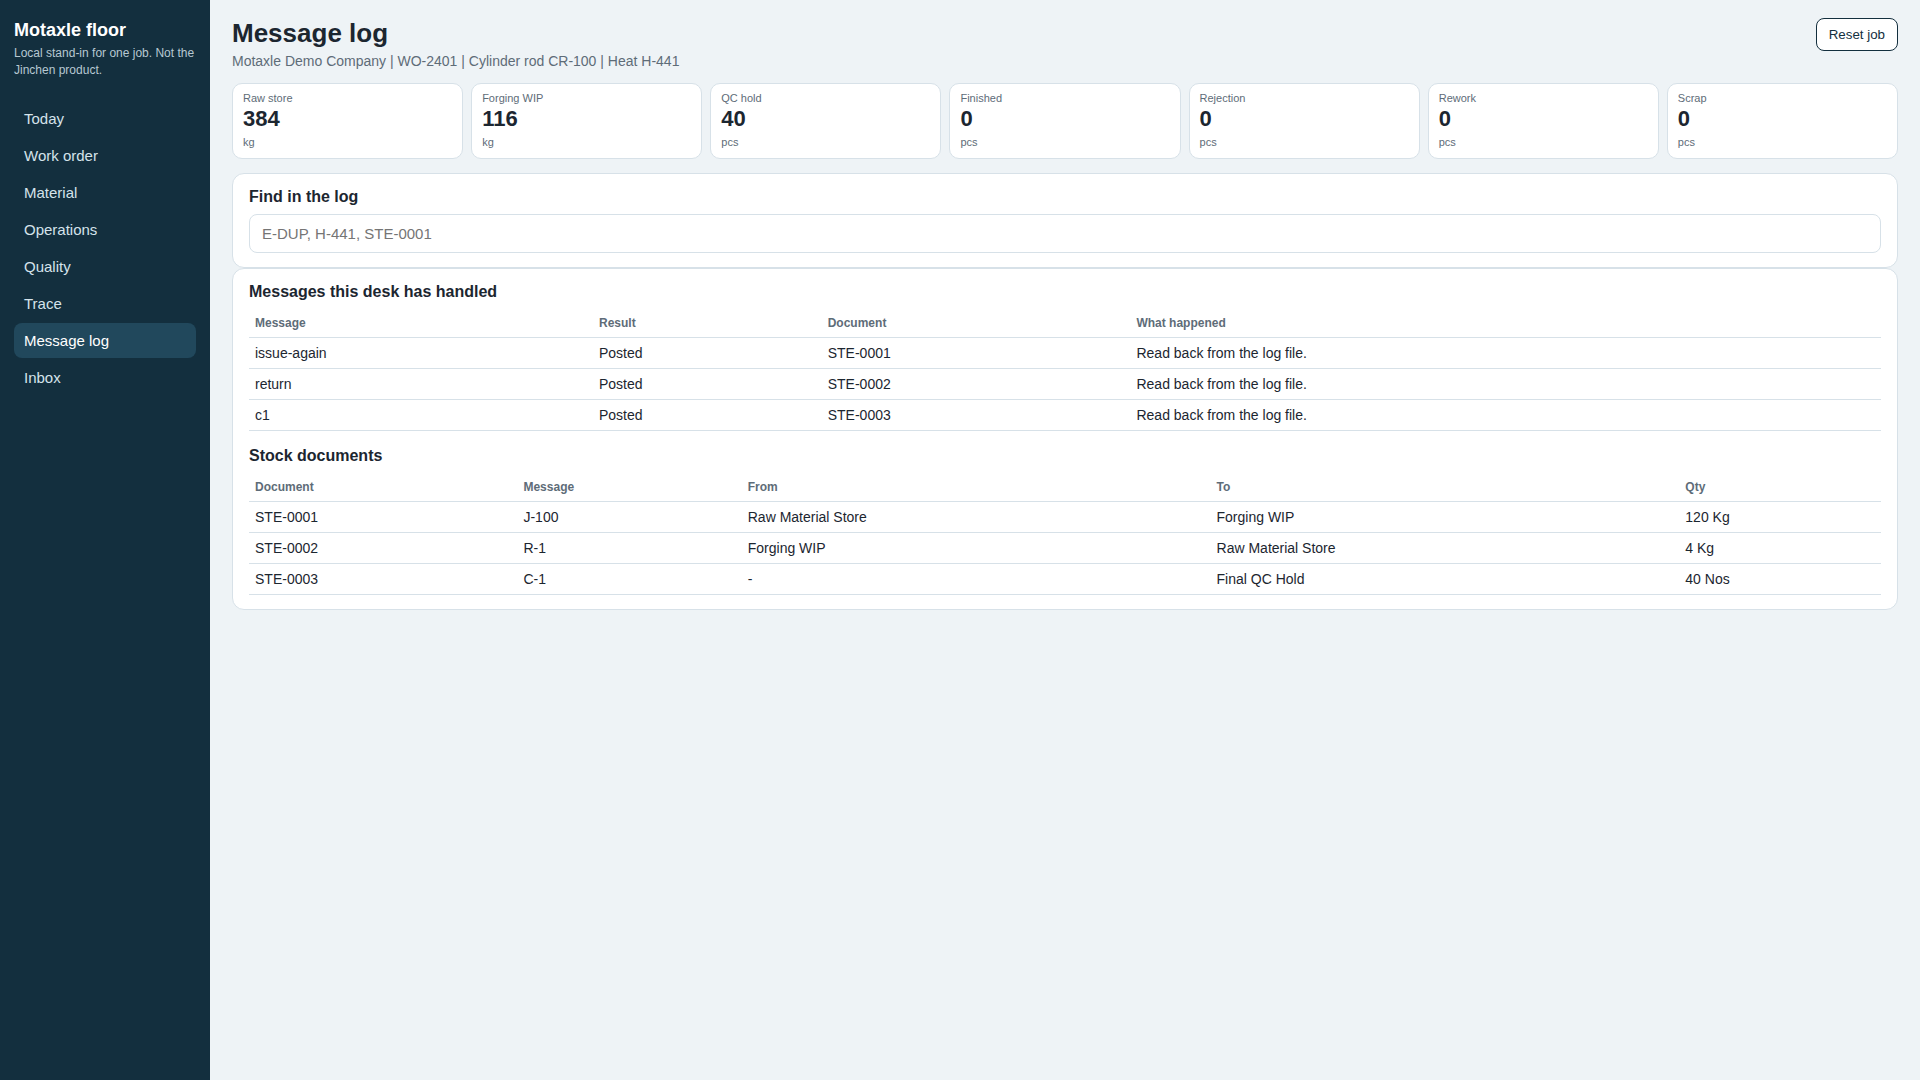 Motaxle floor
Local stand-in for one job. Not the
Jinchen product.
Today
Work order
Material
Operations
Quality
Trace
Message log
Inbox
Message log
Motaxle Demo Company | WO-2401 | Cylinder rod CR-100 | Heat H-441
Reset job
Raw store
384
kg
Forging WIP
116
kg
QC hold
40
pcs
Finished
0
pcs
Rejection
0
pcs
Rework
0
pcs
Scrap
0
pcs
Find in the log
E-DUP, H-441, STE-0001
Messages this desk has handled
Message Result Document What happened
issue-again Posted STE-0001 Read back from the log file.
return Posted STE-0002 Read back from the log file.
c1 Posted STE-0003 Read back from the log file.
Stock documents
Document Message From To Qty
STE-0001 J-100 Raw Material Store Forging WIP 120 Kg
STE-0002 R-1 Forging WIP Raw Material Store 4 Kg
STE-0003 C-1 - Final QC Hold 40 Nos